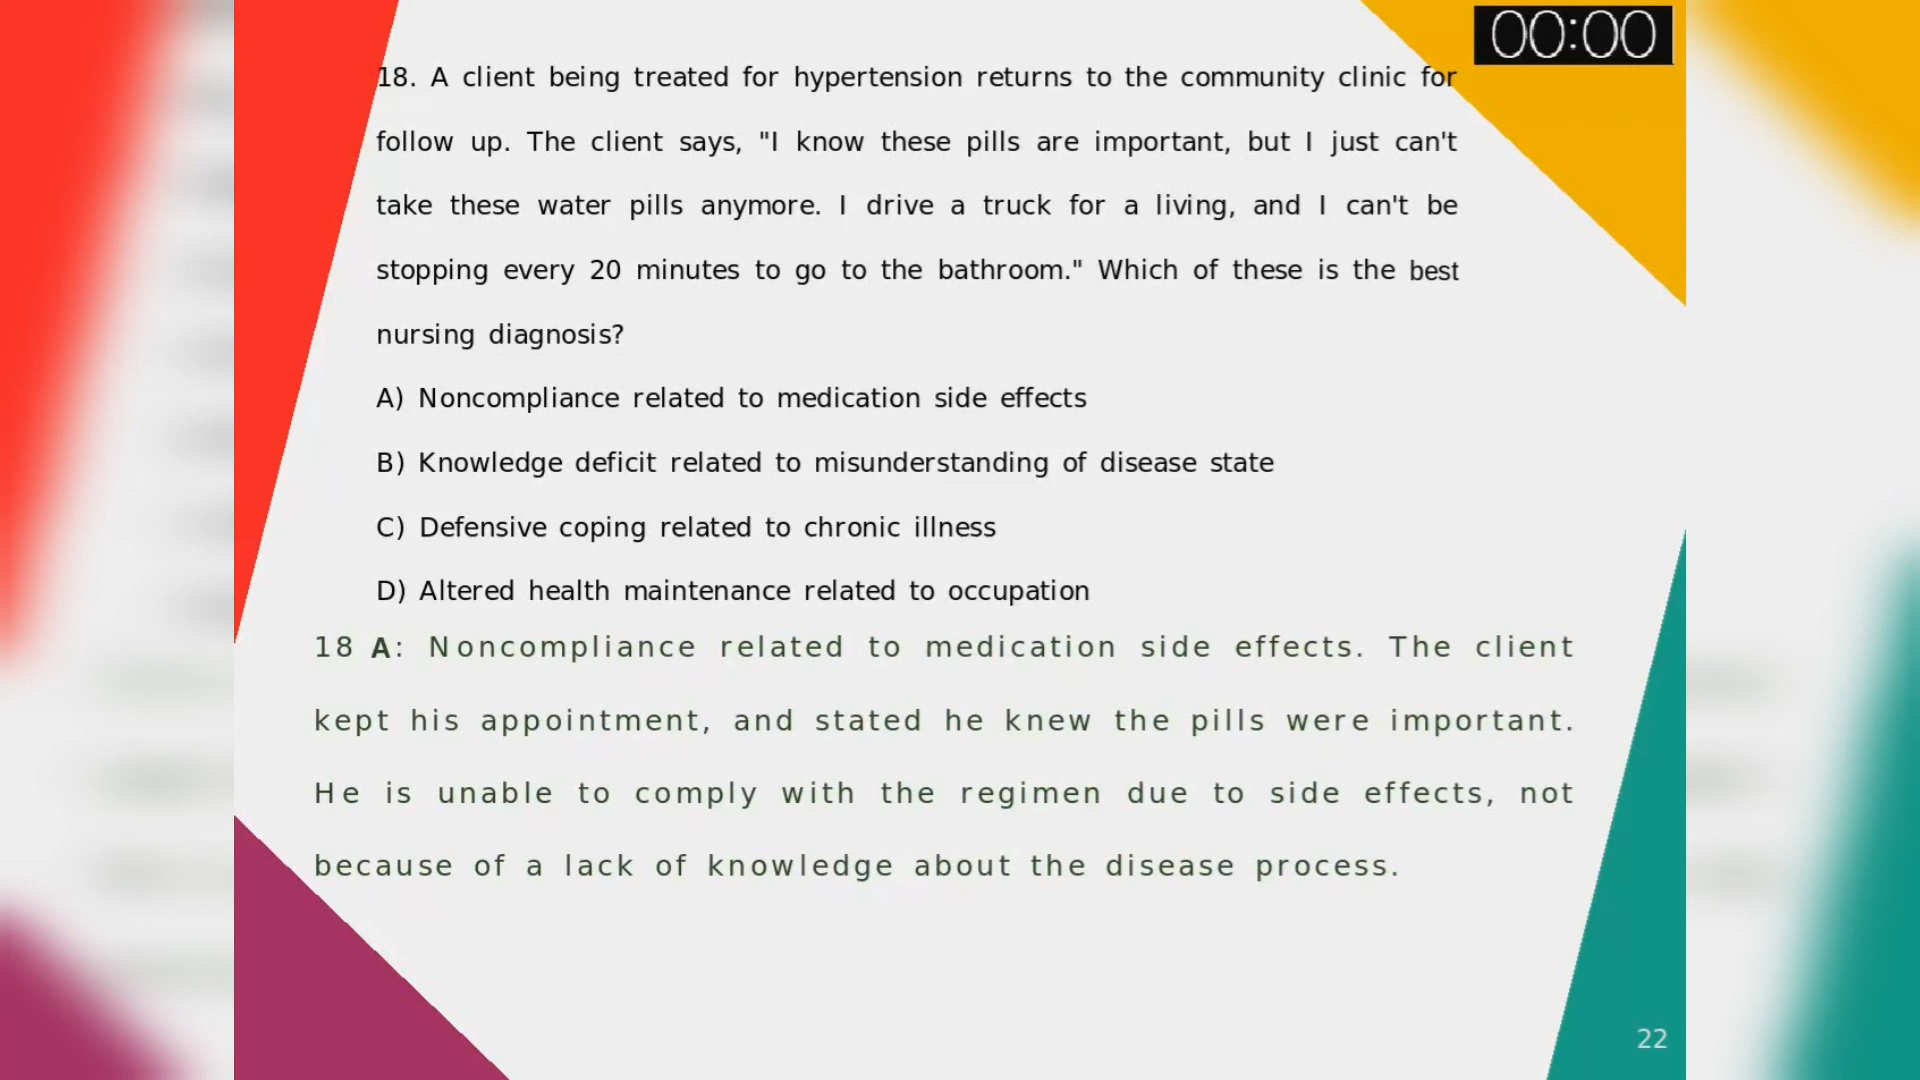 00:00
18. A client being treated for hypertension returns to the community clinic for
follow up. The client says, "I know these pills are important, but I just can't
take these water pills anymore. I drive a truck for a living, and I can't be
stopping every 20 minutes to go to the bathroom." Which of these is the best
nursing diagnosis?
A) Noncompliance related to medication side effects
B) Knowledge deficit related to misunderstanding of disease state
C) Defensive coping related to chronic illness
D) Altered health maintenance related to occupation
18 A: Noncompliance related to medication side effects. The client
kept his appointment, and stated he knew the pills were important.
He is unable to comply with the regimen due to side effects, not
because of a lack of knowledge about the disease process.
22